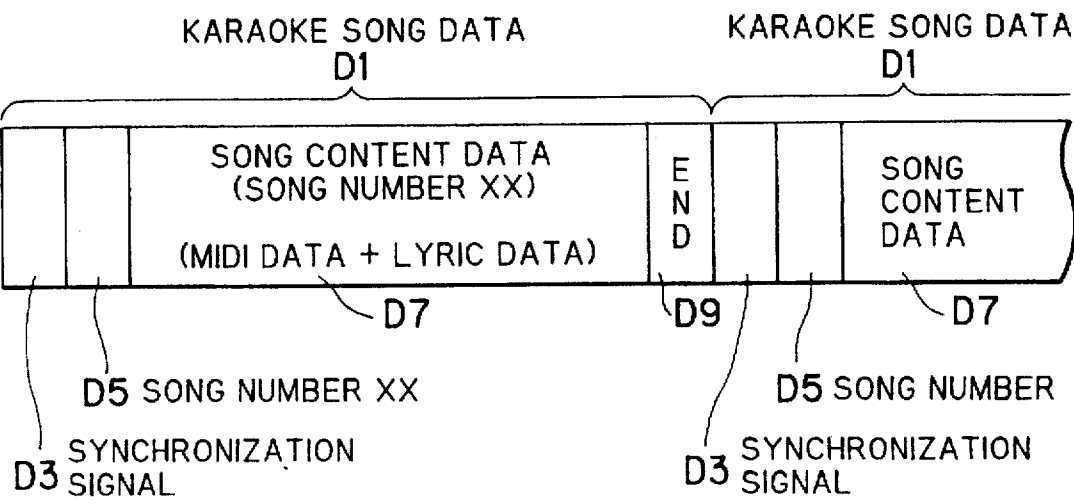 KARAOKE SONG DATA
D1
KARAOKE SONG DATA
D1
SONG CONTENT DATA
(SONG NUMBER XX)
(MIDI DATA + LYRIC DATA)
END
SONG
CONTENT
DATA
D7
D9
D7
D5 SONG NUMBER XX
D5 SONG NUMBER
D3 SYNCHRONIZATION
SIGNAL
D3 SYNCHRONIZATION
SIGNAL